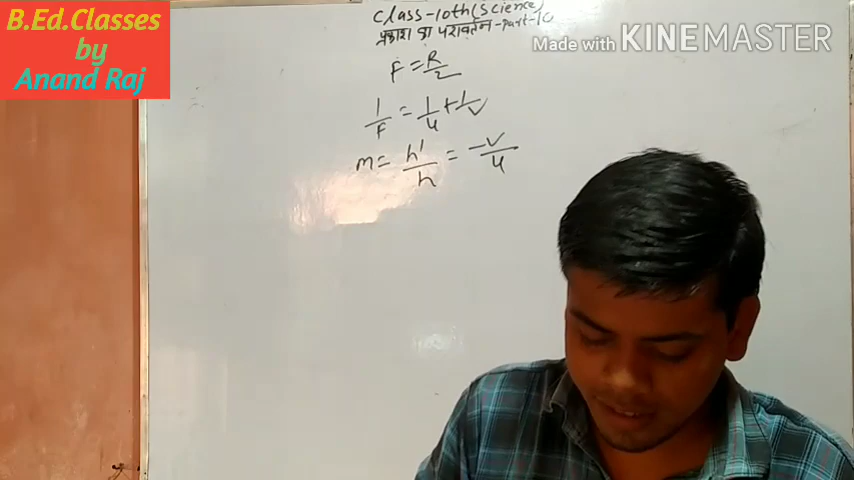 B.Ed.Classes
by
Anand Raj
Class-10th(Science)
प्रकाश का परावर्तन-Part-10
Made with KINEMASTER
F=R/2
1/F=1/u+1/v
m=h'/h=-v/u